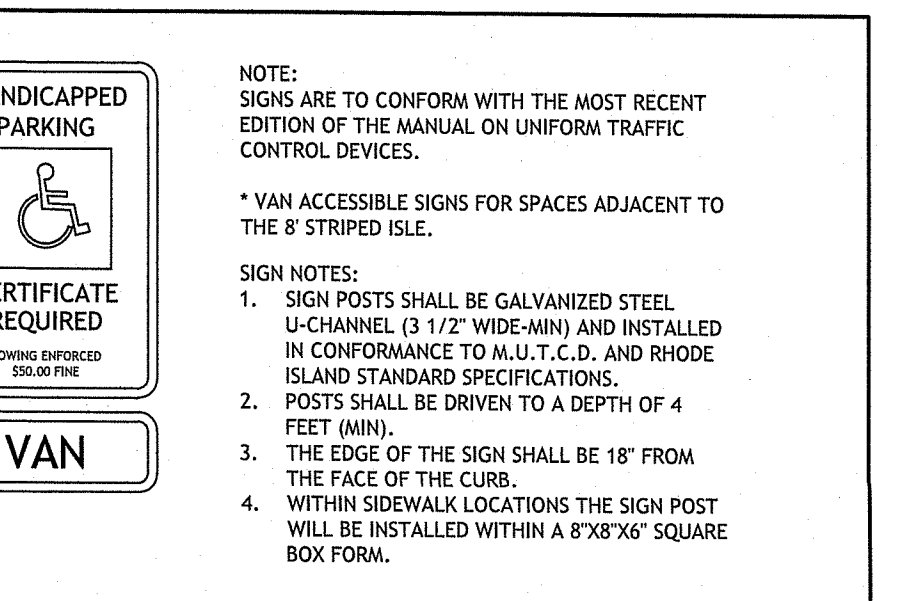 NDICAPPED
PARKING
ERTIFICATE
REQUIRED
OWING ENFORCED
$50.00 FINE
VAN
NOTE:
SIGNS ARE TO CONFORM WITH THE MOST RECENT
EDITION OF THE MANUAL ON UNIFORM TRAFFIC
CONTROL DEVICES.
* VAN ACCESSIBLE SIGNS FOR SPACES ADJACENT TO
THE 8' STRIPED ISLE.
SIGN NOTES:
1. SIGN POSTS SHALL BE GALVANIZED STEEL
U-CHANNEL (3 1/2" WIDE-MIN) AND INSTALLED
IN CONFORMANCE TO M.U.T.C.D. AND RHODE
ISLAND STANDARD SPECIFICATIONS.
2. POSTS SHALL BE DRIVEN TO A DEPTH OF 4
FEET (MIN).
3. THE EDGE OF THE SIGN SHALL BE 18" FROM
THE FACE OF THE CURB.
4. WITHIN SIDEWALK LOCATIONS THE SIGN POST
WILL BE INSTALLED WITHIN A 8"X8"X6" SQUARE
BOX FORM.